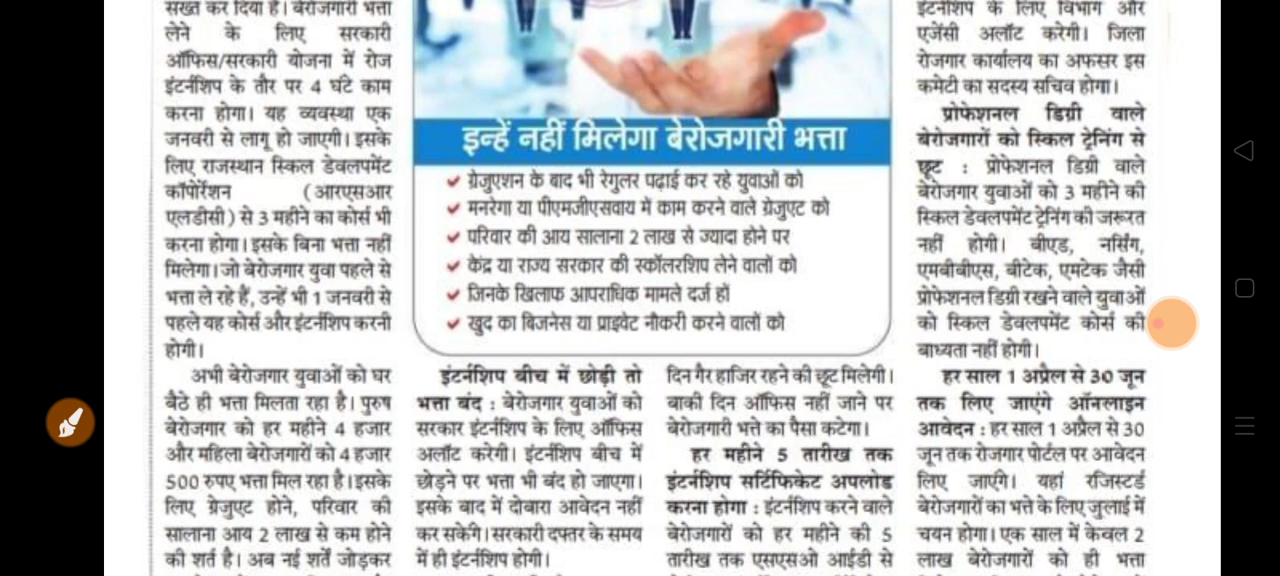 सख्त कर दिया है। बेरोजगारी भत्ता
लेने के लिए सरकारी
ऑफिस/सरकारी योजना में रोज
इंटर्नशिप के तौर पर 4 घंटे काम
करना होगा। यह व्यवस्था एक
जनवरी से लागू हो जाएगी। इसके
लिए राजस्थान स्किल डेवलपमेंट
कॉर्पोरेशन (आरएसआर
एलडीसी) से 3 महीने का कोर्स भी
करना होगा। इसके बिना भत्ता नहीं
मिलेगा। जो बेरोजगार युवा पहले से
भत्ता ले रहे हैं, उन्हें भी 1 जनवरी से
पहले यह कोर्स और इंटर्नशिप करनी
होगी।
अभी बेरोजगार युवाओं को घर
बैठे ही भत्ता मिलता रहा है। पुरुष
बेरोजगार को हर महीने 4 हजार
और महिला बेरोजगारों को 4 हजार
500 रुपए भत्ता मिल रहा है। इसके
लिए ग्रेजुएट होने, परिवार की
सालाना आय 2 लाख से कम होने
की शर्त है। अब नई शर्तें जोड़कर
इन्हें नहीं मिलेगा बेरोजगारी भत्ता
ग्रेजुएशन के बाद भी रेगुलर पढ़ाई कर रहे युवाओं को
मनरेगा या पीएमजीएसवाय में काम करने वाले ग्रेजुएट को
परिवार की आय सालाना 2 लाख से ज्यादा होने पर
केंद्र या राज्य सरकार की स्कॉलरशिप लेने वालों को
जिनके खिलाफ आपराधिक मामले दर्ज हों
खुद का बिजनेस या प्राइवेट नौकरी करने वालों को
इंटर्नशिप बीच में छोड़ी तो
भत्ता बंद : बेरोजगार युवाओं को
सरकार इंटर्नशिप के लिए ऑफिस
अलॉट करेगी। इंटर्नशिप बीच में
छोड़ने पर भत्ता भी बंद हो जाएगा।
इसके बाद में दोबारा आवेदन नहीं
कर सकेंगे। सरकारी दफ्तर के समय
में ही इंटर्नशिप होगी।
दिन गैर हाजिर रहने की छूट मिलेगी।
बाकी दिन ऑफिस नहीं जाने पर
बेरोजगारी भत्ते का पैसा कटेगा।
हर महीने 5 तारीख तक
इंटर्नशिप सर्टिफिकेट अपलोड
करना होगा : इंटर्नशिप करने वाले
बेरोजगारों को हर महीने की 5
तारीख तक एसएसओ आईडी से
इंटर्नशिप के लिए विभाग और
एजेंसी अलॉट करेगी। जिला
रोजगार कार्यालय का अफसर इस
कमेटी का सदस्य सचिव होगा।
प्रोफेशनल डिग्री वाले
बेरोजगारों को स्किल ट्रेनिंग से
छूट : प्रोफेशनल डिग्री वाले
बेरोजगार युवाओं को 3 महीने की
स्किल डेवलपमेंट ट्रेनिंग की जरूरत
नहीं होगी। बीएड, नर्सिंग,
एमबीबीएस, बीटेक, एमटेक जैसी
प्रोफेशनल डिग्री रखने वाले युवाओं
को स्किल डेवलपमेंट कोर्स की
बाध्यता नहीं होगी।
हर साल 1 अप्रैल से 30 जून
तक लिए जाएंगे ऑनलाइन
आवेदन : हर साल 1 अप्रैल से 30
जून तक रोजगार पोर्टल पर आवेदन
लिए जाएंगे। यहां रजिस्टर्ड
बेरोजगारों का भत्ते के लिए जुलाई में
चयन होगा। एक साल में केवल 2
लाख बेरोजगारों को ही भत्ता